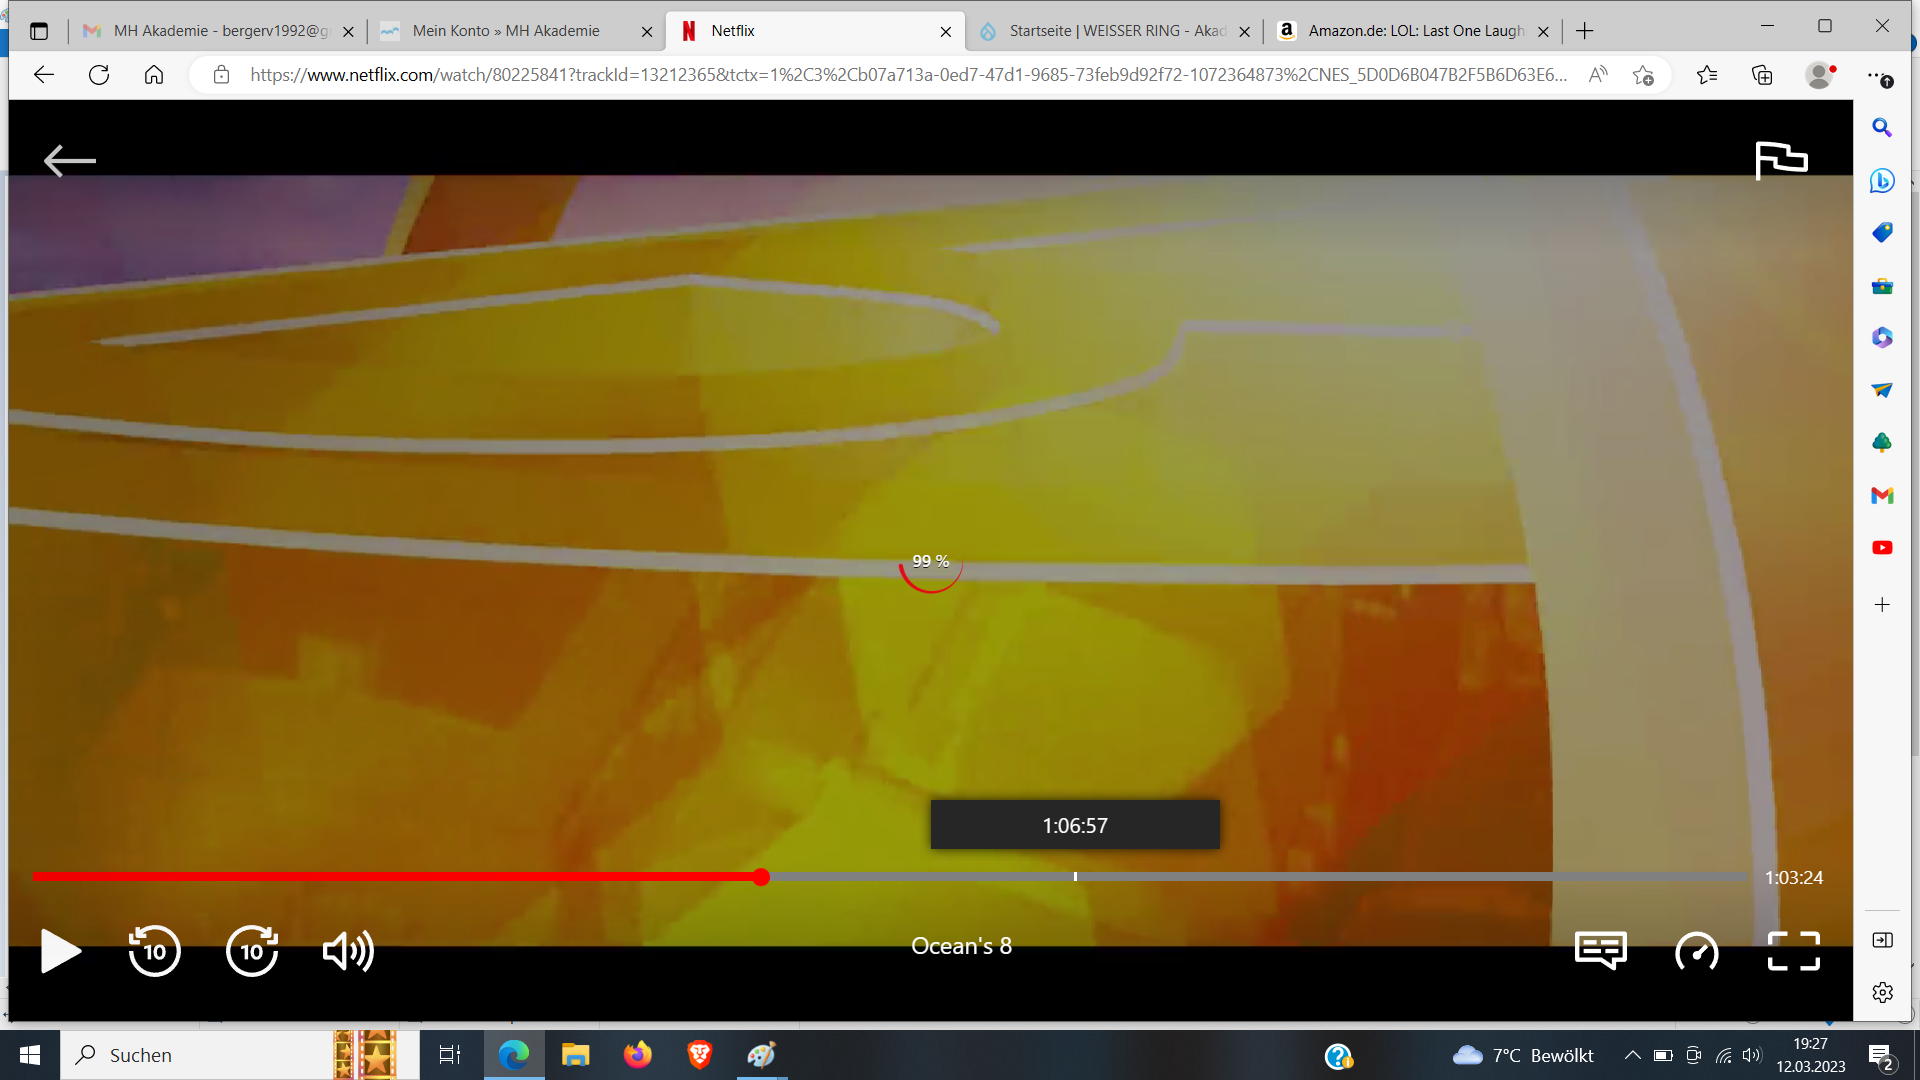 MH Akademie - bergerv1992@g
Mein Konto » MH Akademie
Netflix
Startseite | WEISSER RING - Akad
Amazon.de: LOL: Last One Laugh
https://www.netflix.com/watch/80225841?trackId=13212365&tctx=1%2C3%2Cb07a713a-0ed7-47d1-9685-73feb9d92f72-1072364873%2CNES_5D0D6B047B2F5B6D63E6...
99 %
1:06:57
1:03:24
10
10
Ocean's 8
Suchen
7°C Bewölkt
19:27
12.03.2023
2